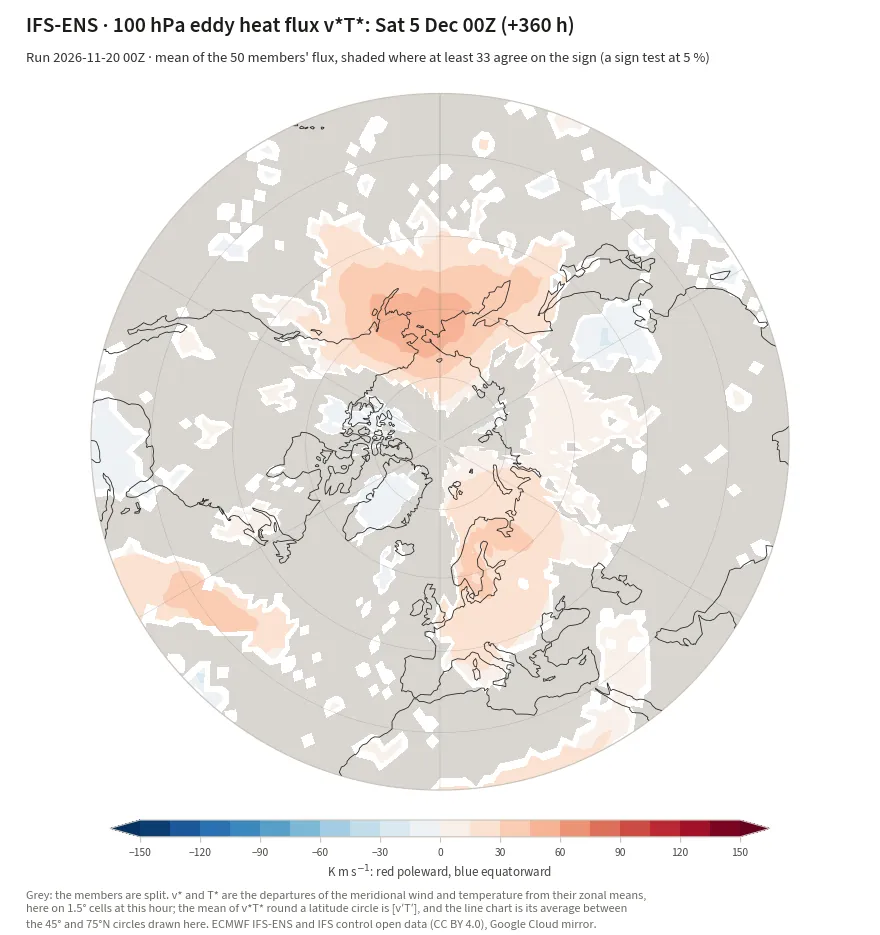 IFS-ENS · 100 hPa eddy heat flux v*T*: Sat 5 Dec 00Z (+360 h)
Run 2026-11-20 00Z · mean of the 50 members' flux, shaded where at least 33 agree on the sign (a sign test at 5 %)
−150 −120 −90 −60 −30 0 30 60 90 120 150
K m s⁻¹: red poleward, blue equatorward
Grey: the members are split. v* and T* are the departures of the meridional wind and temperature from their zonal means,
here on 1.5° cells at this hour; the mean of v*T* round a latitude circle is [v'T'], and the line chart is its average between
the 45° and 75°N circles drawn here. ECMWF IFS-ENS and IFS control open data (CC BY 4.0), Google Cloud mirror.